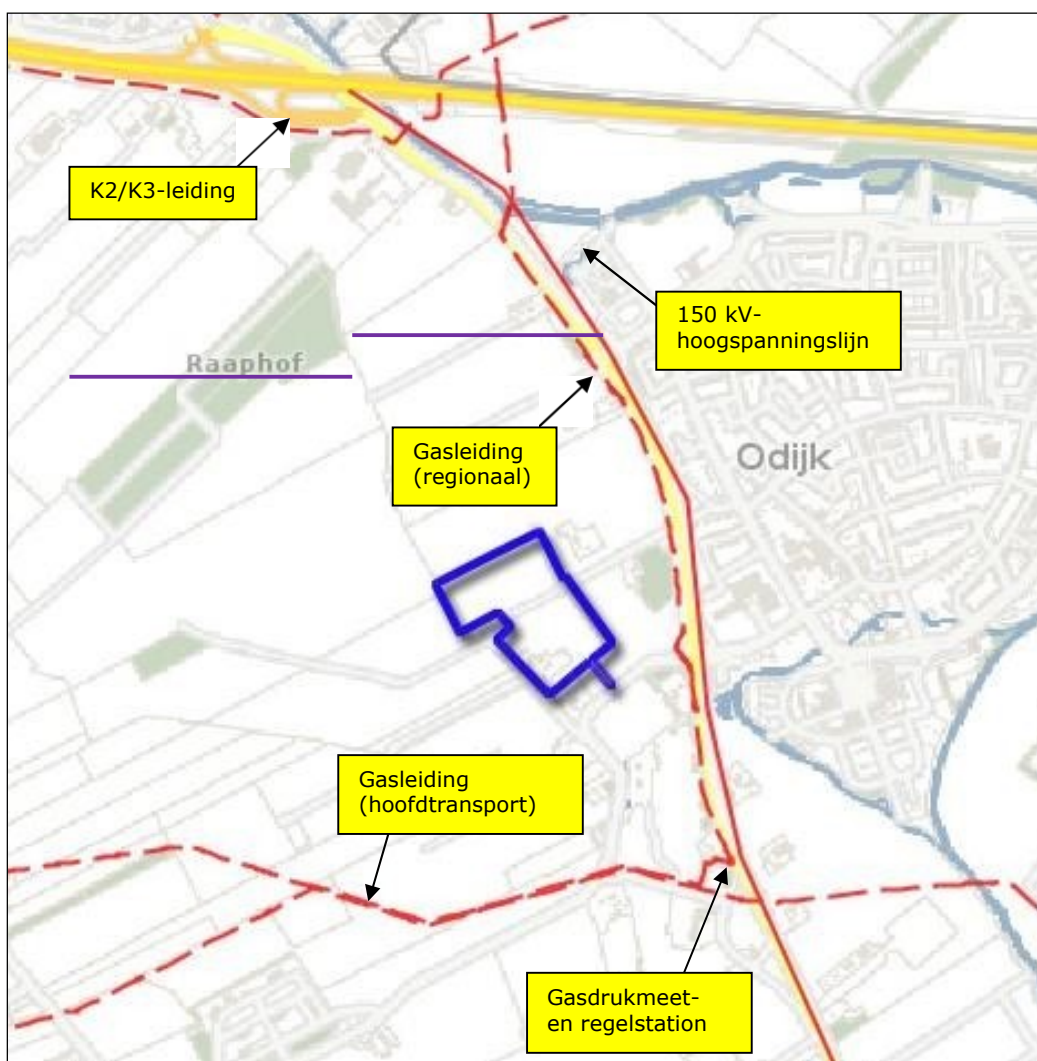 K2/K3-leiding
150 kV-
hoogspanningslijn
Raaphof
Gasleiding
(regionaal)
Odijk
Gasleiding
(hoofdtransport)
Gasdrukmeet-
en regelstation